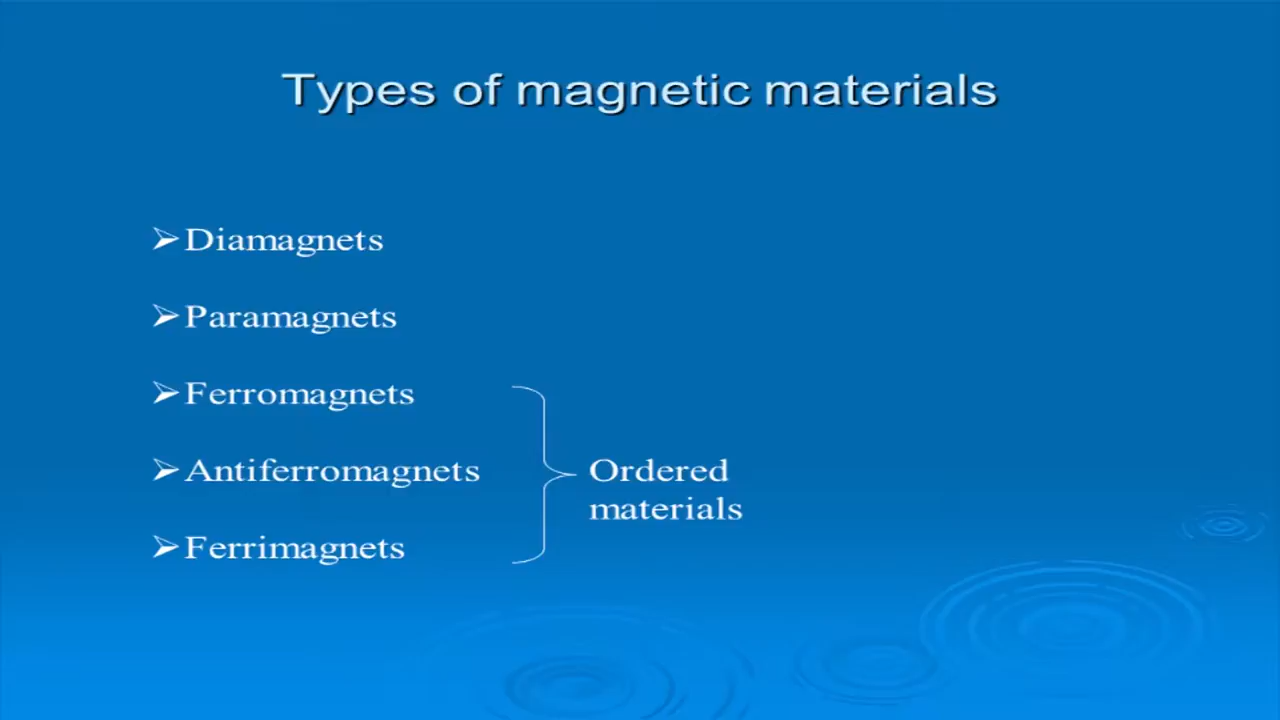 Types of magnetic materials
➢Diamagnets
➢Paramagnets
➢Ferromagnets
➢Antiferromagnets
➢Ferrimagnets
Ordered
materials